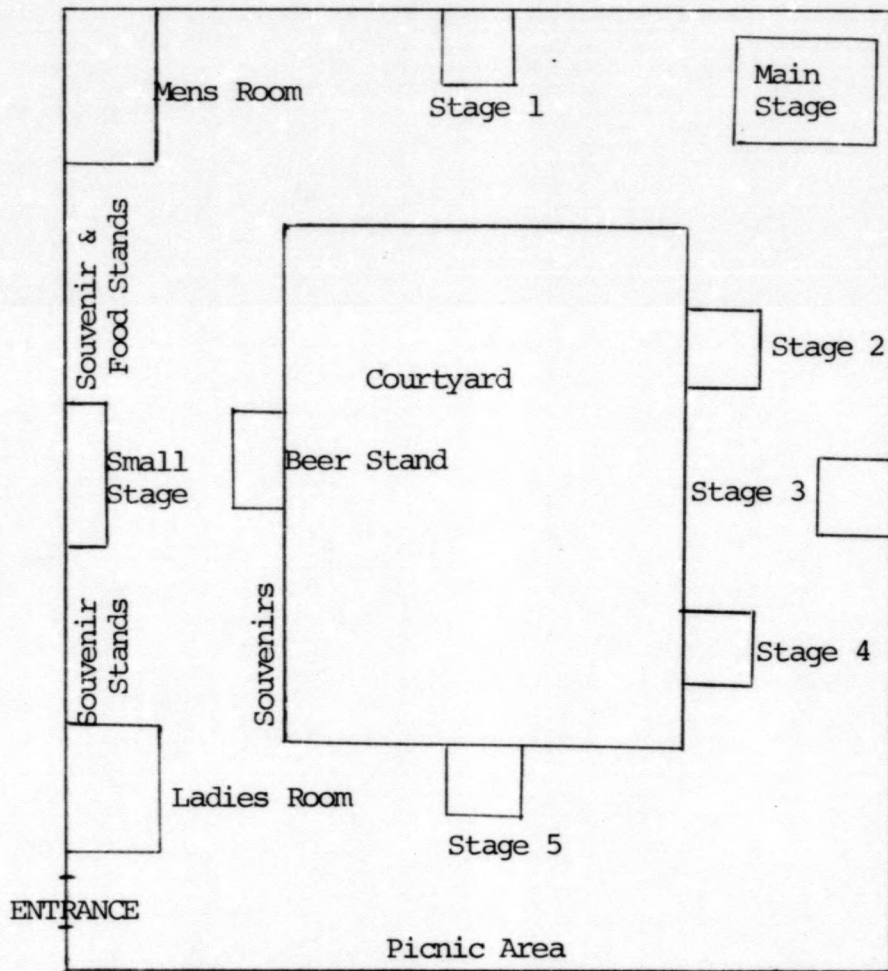 Mens Room
Stage 1
Main
Stage
Souvenir &
Food Stands
Stage 2
Courtyard
Small
Stage
Beer Stand
Stage 3
Souvenir
Stands
Souvenirs
Stage 4
Ladies Room
Stage 5
ENTRANCE
Picnic Area